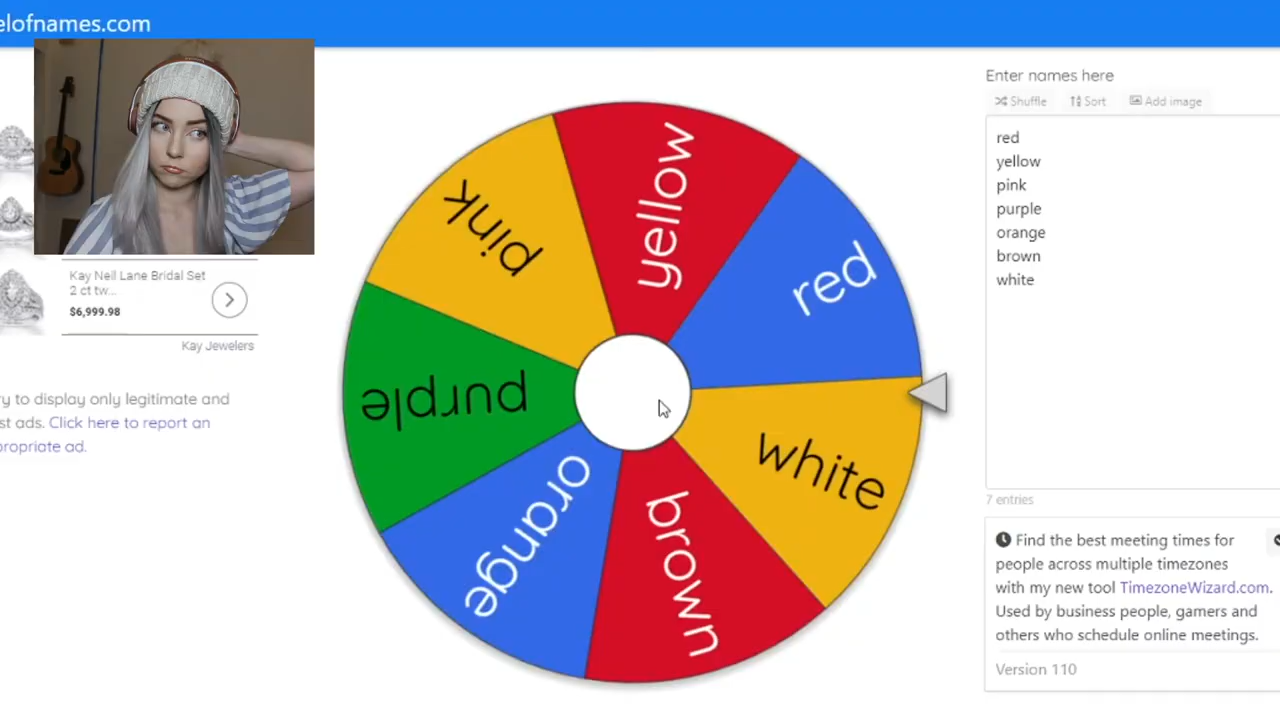 elofnames.com
Kay Neil Lane Bridal Set
2 ct tw...
$6,999.98
Kay Jewelers
y to display only legitimate and
st ads. Click here to report an
propriate ad.
yellow
red
white
brown
orange
purple
pink
Enter names here
Shuffle Sort Add image
red
yellow
pink
purple
orange
brown
white
7 entries
Find the best meeting times for
people across multiple timezones
with my new tool TimezoneWizard.com.
Used by business people, gamers and
others who schedule online meetings.
Version 110